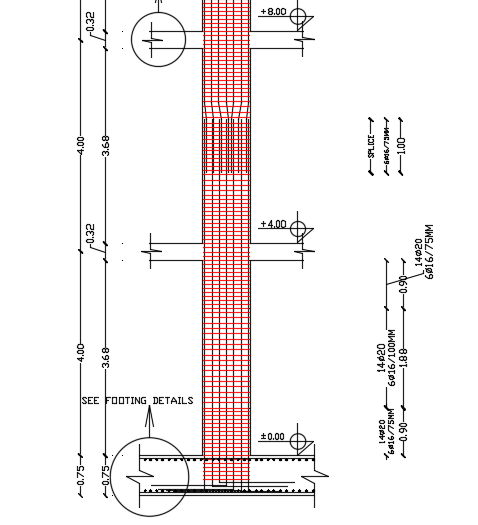 +8.00
0.32
4.00
3.68
SPLICE
6Ø16/75MM
1.00
0.32
+4.00
14Ø20
6Ø16/75MM
0.90
4.00
3.68
14Ø20
6Ø16/100MM
1.88
SEE FOOTING DETAILS
±0.00
14Ø20
6Ø16/75MM
0.90
0.75
0.75